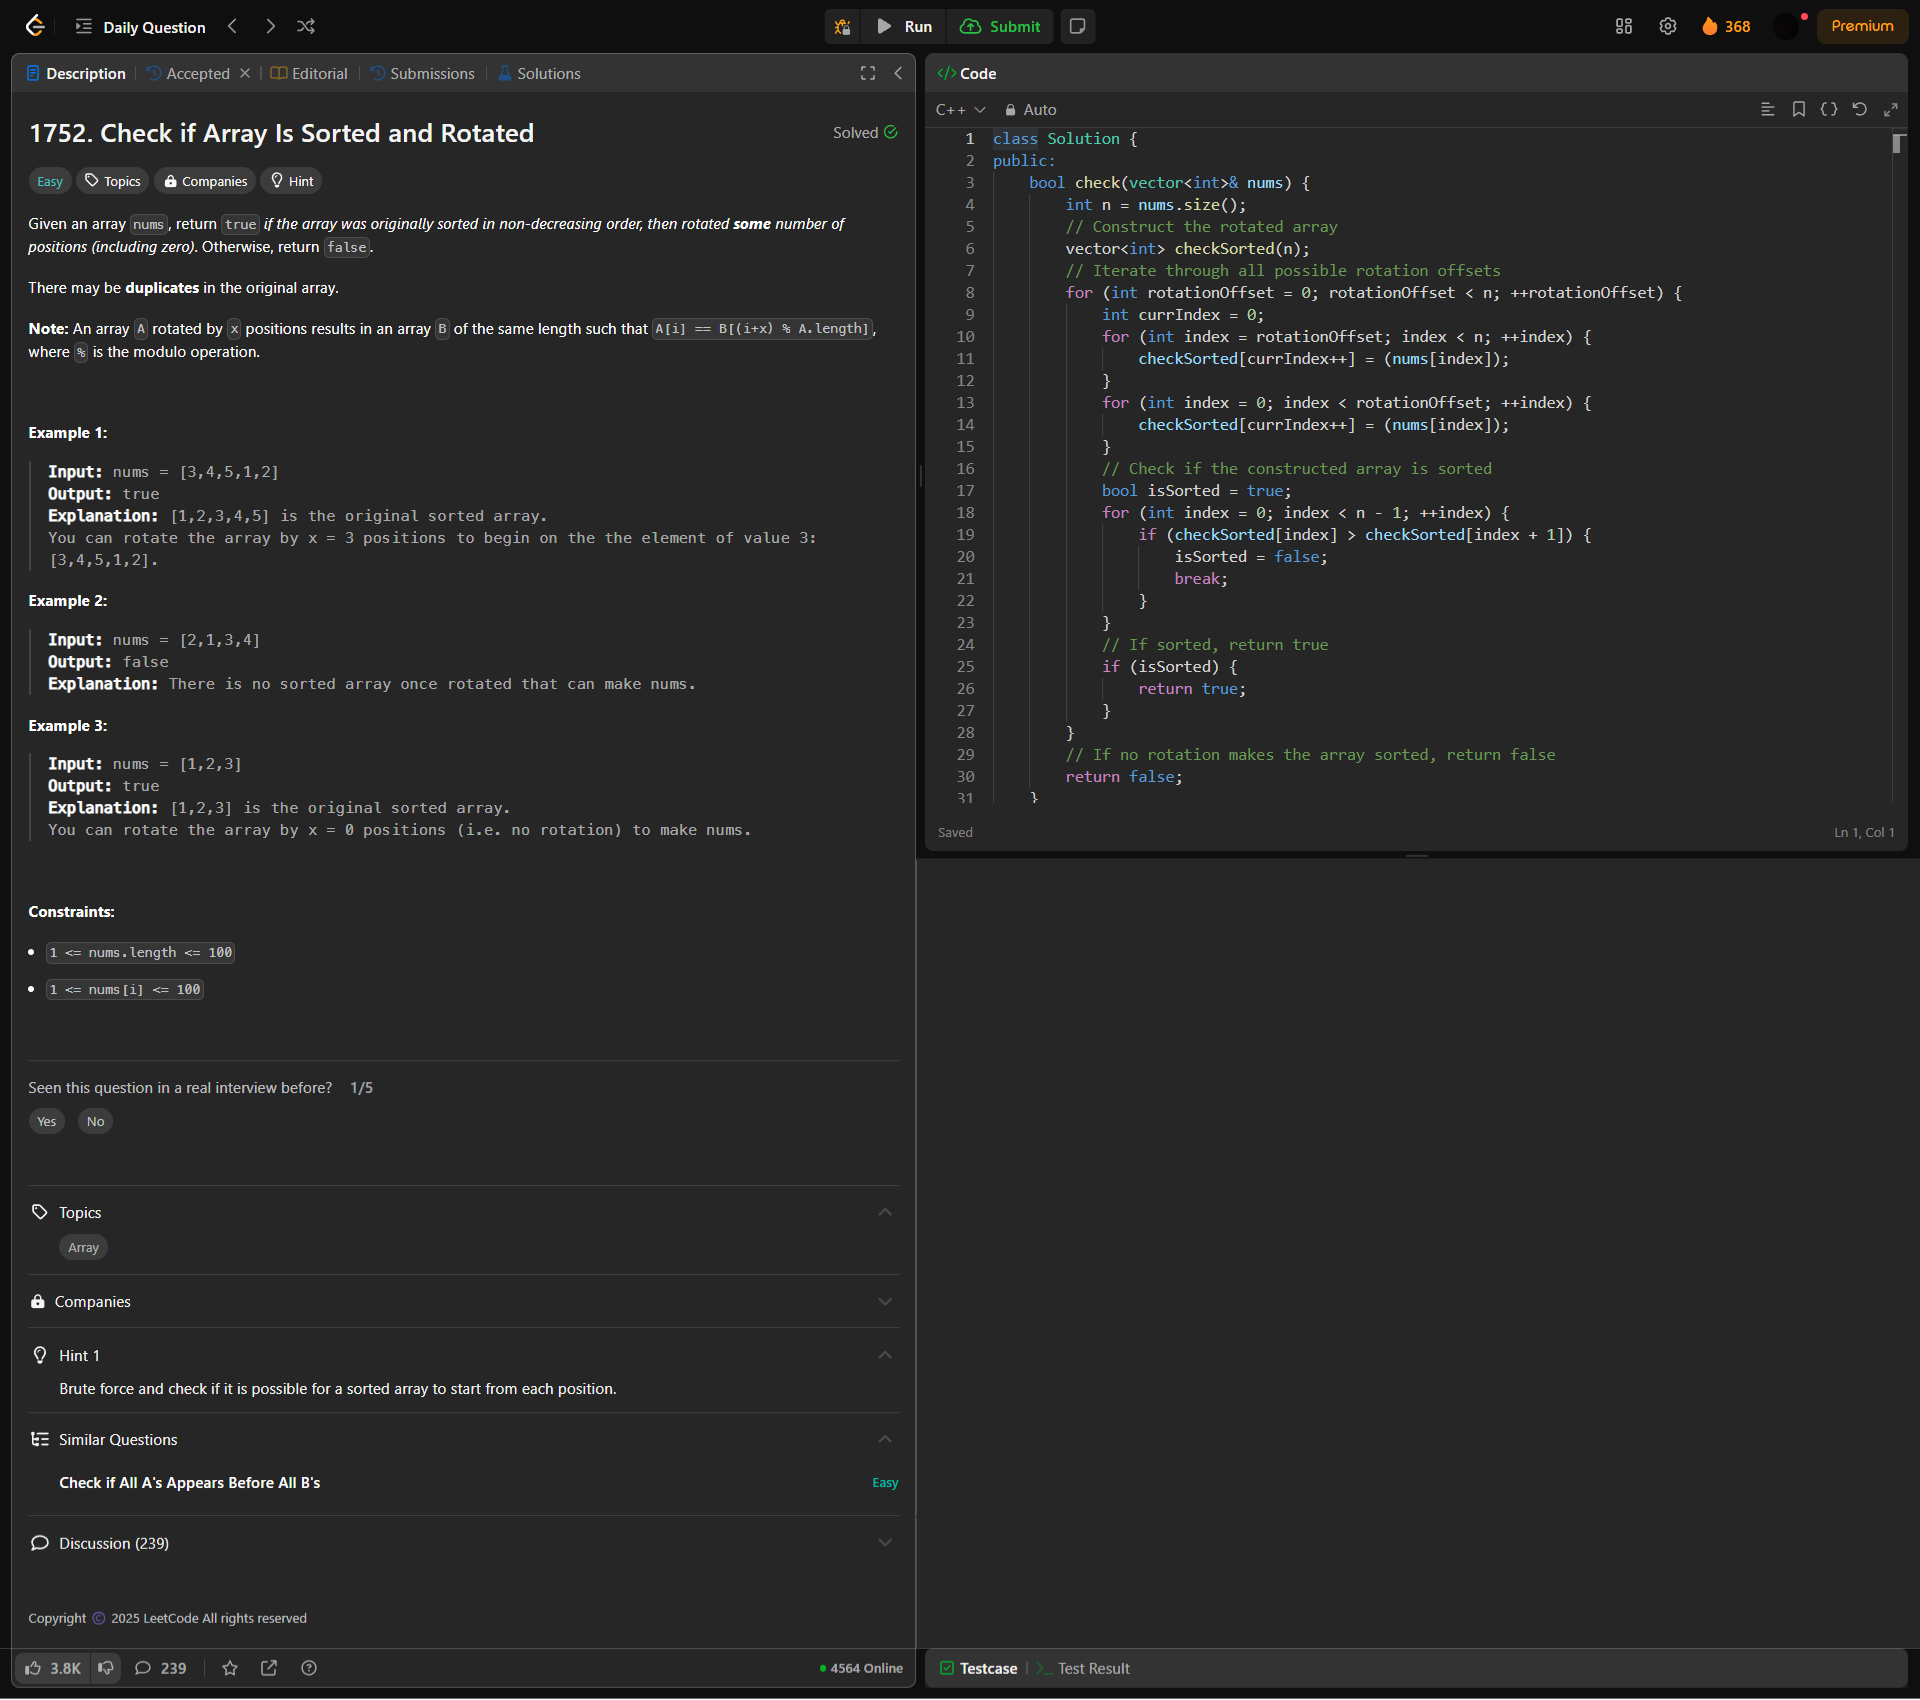 Daily Question
Run
Submit
368
Premium
Description
Accepted
Editorial
Submissions
Solutions
1752. Check if Array Is Sorted and Rotated
Solved
Easy
Topics
Companies
Hint
Given an array nums, return true if the array was originally sorted in non-decreasing order, then rotated some number of
positions (including zero). Otherwise, return false.
There may be duplicates in the original array.
Note: An array A rotated by x positions results in an array B of the same length such that A[i] == B[(i+x) % A.length],
where % is the modulo operation.
Example 1:
Input: nums = [3,4,5,1,2]
Output: true
Explanation: [1,2,3,4,5] is the original sorted array.
You can rotate the array by x = 3 positions to begin on the the element of value 3:
[3,4,5,1,2].
Example 2:
Input: nums = [2,1,3,4]
Output: false
Explanation: There is no sorted array once rotated that can make nums.
Example 3:
Input: nums = [1,2,3]
Output: true
Explanation: [1,2,3] is the original sorted array.
You can rotate the array by x = 0 positions (i.e. no rotation) to make nums.
Constraints:
1 <= nums.length <= 100
1 <= nums[i] <= 100
Seen this question in a real interview before? 1/5
Yes
No
Topics
Array
Companies
Hint 1
Brute force and check if it is possible for a sorted array to start from each position.
Similar Questions
Check if All A's Appears Before All B's
Easy
Discussion (239)
Copyright © 2025 LeetCode All rights reserved
3.8K
239
4564 Online
</> Code
C++
Auto
1 class Solution {
2 public:
3     bool check(vector<int>& nums) {
4         int n = nums.size();
5         // Construct the rotated array
6         vector<int> checkSorted(n);
7         // Iterate through all possible rotation offsets
8         for (int rotationOffset = 0; rotationOffset < n; ++rotationOffset) {
9             int currIndex = 0;
10             for (int index = rotationOffset; index < n; ++index) {
11                 checkSorted[currIndex++] = (nums[index]);
12             }
13             for (int index = 0; index < rotationOffset; ++index) {
14                 checkSorted[currIndex++] = (nums[index]);
15             }
16             // Check if the constructed array is sorted
17             bool isSorted = true;
18             for (int index = 0; index < n - 1; ++index) {
19                 if (checkSorted[index] > checkSorted[index + 1]) {
20                     isSorted = false;
21                     break;
22                 }
23             }
24             // If sorted, return true
25             if (isSorted) {
26                 return true;
27             }
28         }
29         // If no rotation makes the array sorted, return false
30         return false;
31     }
Saved
Ln 1, Col 1
Testcase
Test Result